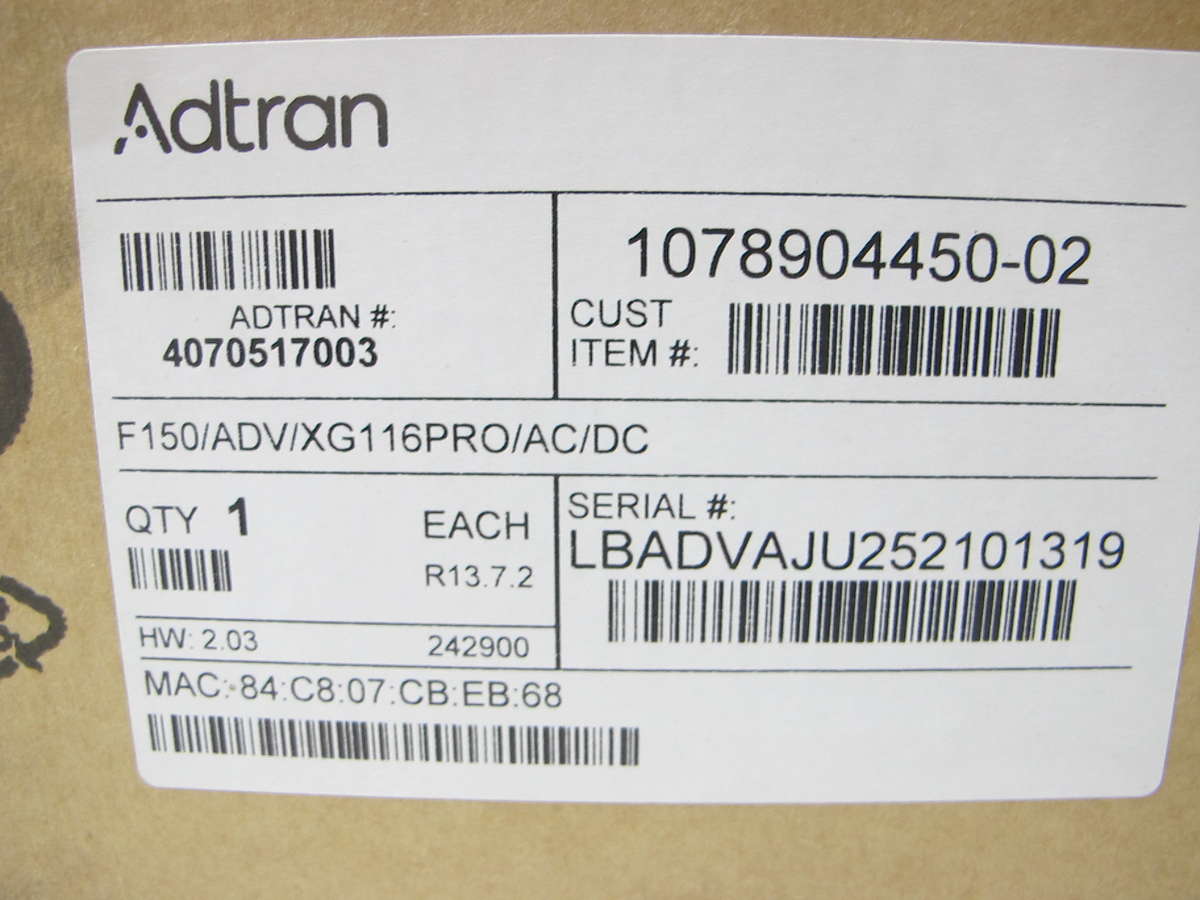 Adtran
ADTRAN #:
4070517003
1078904450-02
CUST
ITEM #:
F150/ADV/XG116PRO/AC/DC
QTY 1 EACH
R13.7.2
HW: 2.03 242900
SERIAL #:
LBADVAJU252101319
MAC: 84:C8:07:CB:EB:68